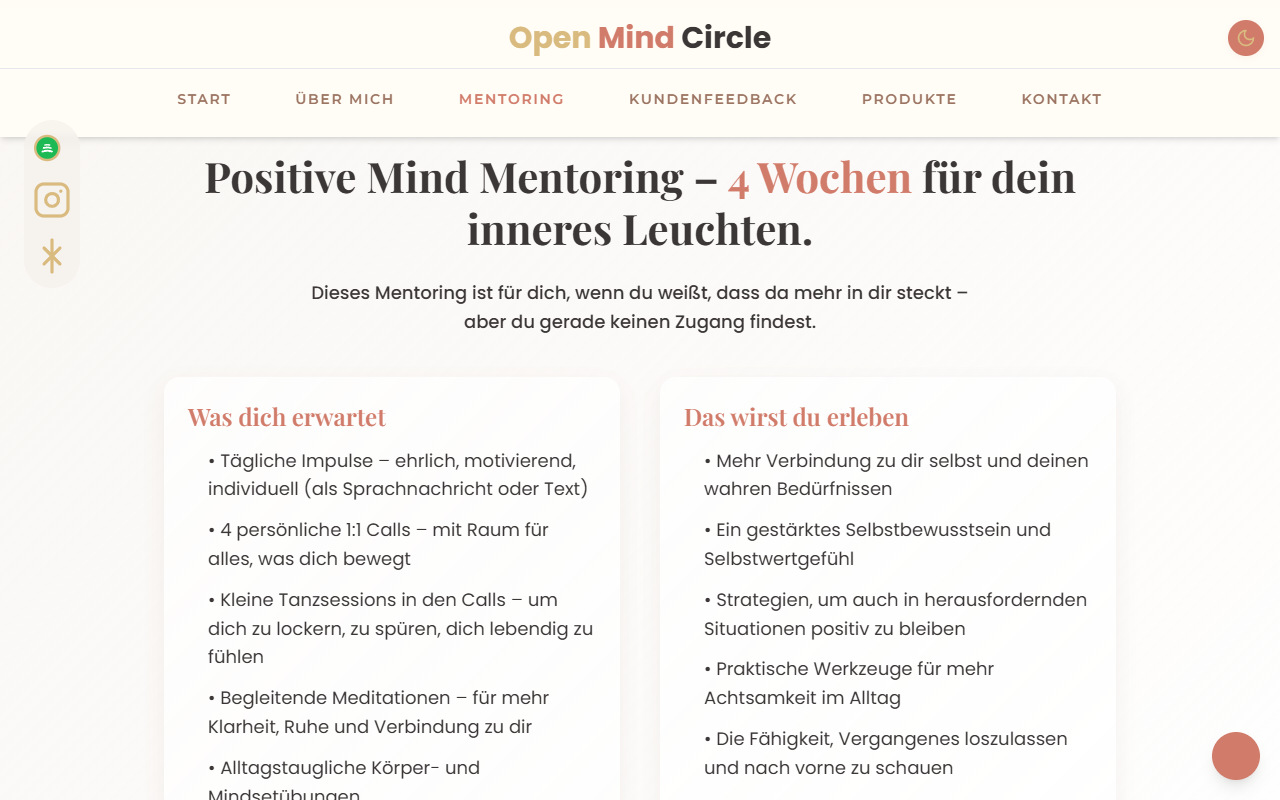 Open Mind Circle
START
ÜBER MICH
MENTORING
KUNDENFEEDBACK
PRODUKTE
KONTAKT
Positive Mind Mentoring – 4 Wochen für dein
inneres Leuchten.
Dieses Mentoring ist für dich, wenn du weißt, dass da mehr in dir steckt –
aber du gerade keinen Zugang findest.
Was dich erwartet
• Tägliche Impulse – ehrlich, motivierend,
individuell (als Sprachnachricht oder Text)
• 4 persönliche 1:1 Calls – mit Raum für
alles, was dich bewegt
• Kleine Tanzsessions in den Calls – um
dich zu lockern, zu spüren, dich lebendig zu
fühlen
• Begleitende Meditationen – für mehr
Klarheit, Ruhe und Verbindung zu dir
• Alltagstaugliche Körper- und
Mindsetübungen
Das wirst du erleben
• Mehr Verbindung zu dir selbst und deinen
wahren Bedürfnissen
• Ein gestärktes Selbstbewusstsein und
Selbstwertgefühl
• Strategien, um auch in herausfordernden
Situationen positiv zu bleiben
• Praktische Werkzeuge für mehr
Achtsamkeit im Alltag
• Die Fähigkeit, Vergangenes loszulassen
und nach vorne zu schauen